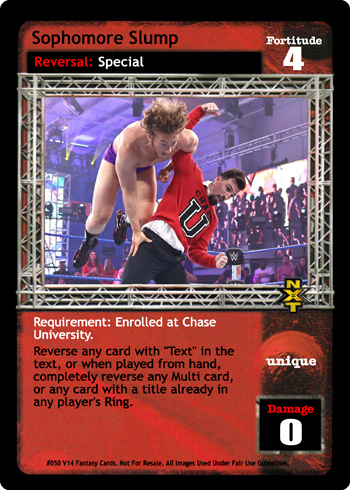 Sophomore Slump
Fortitude
4
Reversal: Special
U
NXT
Requirement: Enrolled at Chase
University.
Reverse any card with "Text" in the
text, or when played from hand,
completely reverse any Multi card,
or any card with a title already in
any player's Ring.
unique
Damage
0
#050 V14 Fantasy Cards. Not For Resale. All Images Used Under Fair Use Guidelines.